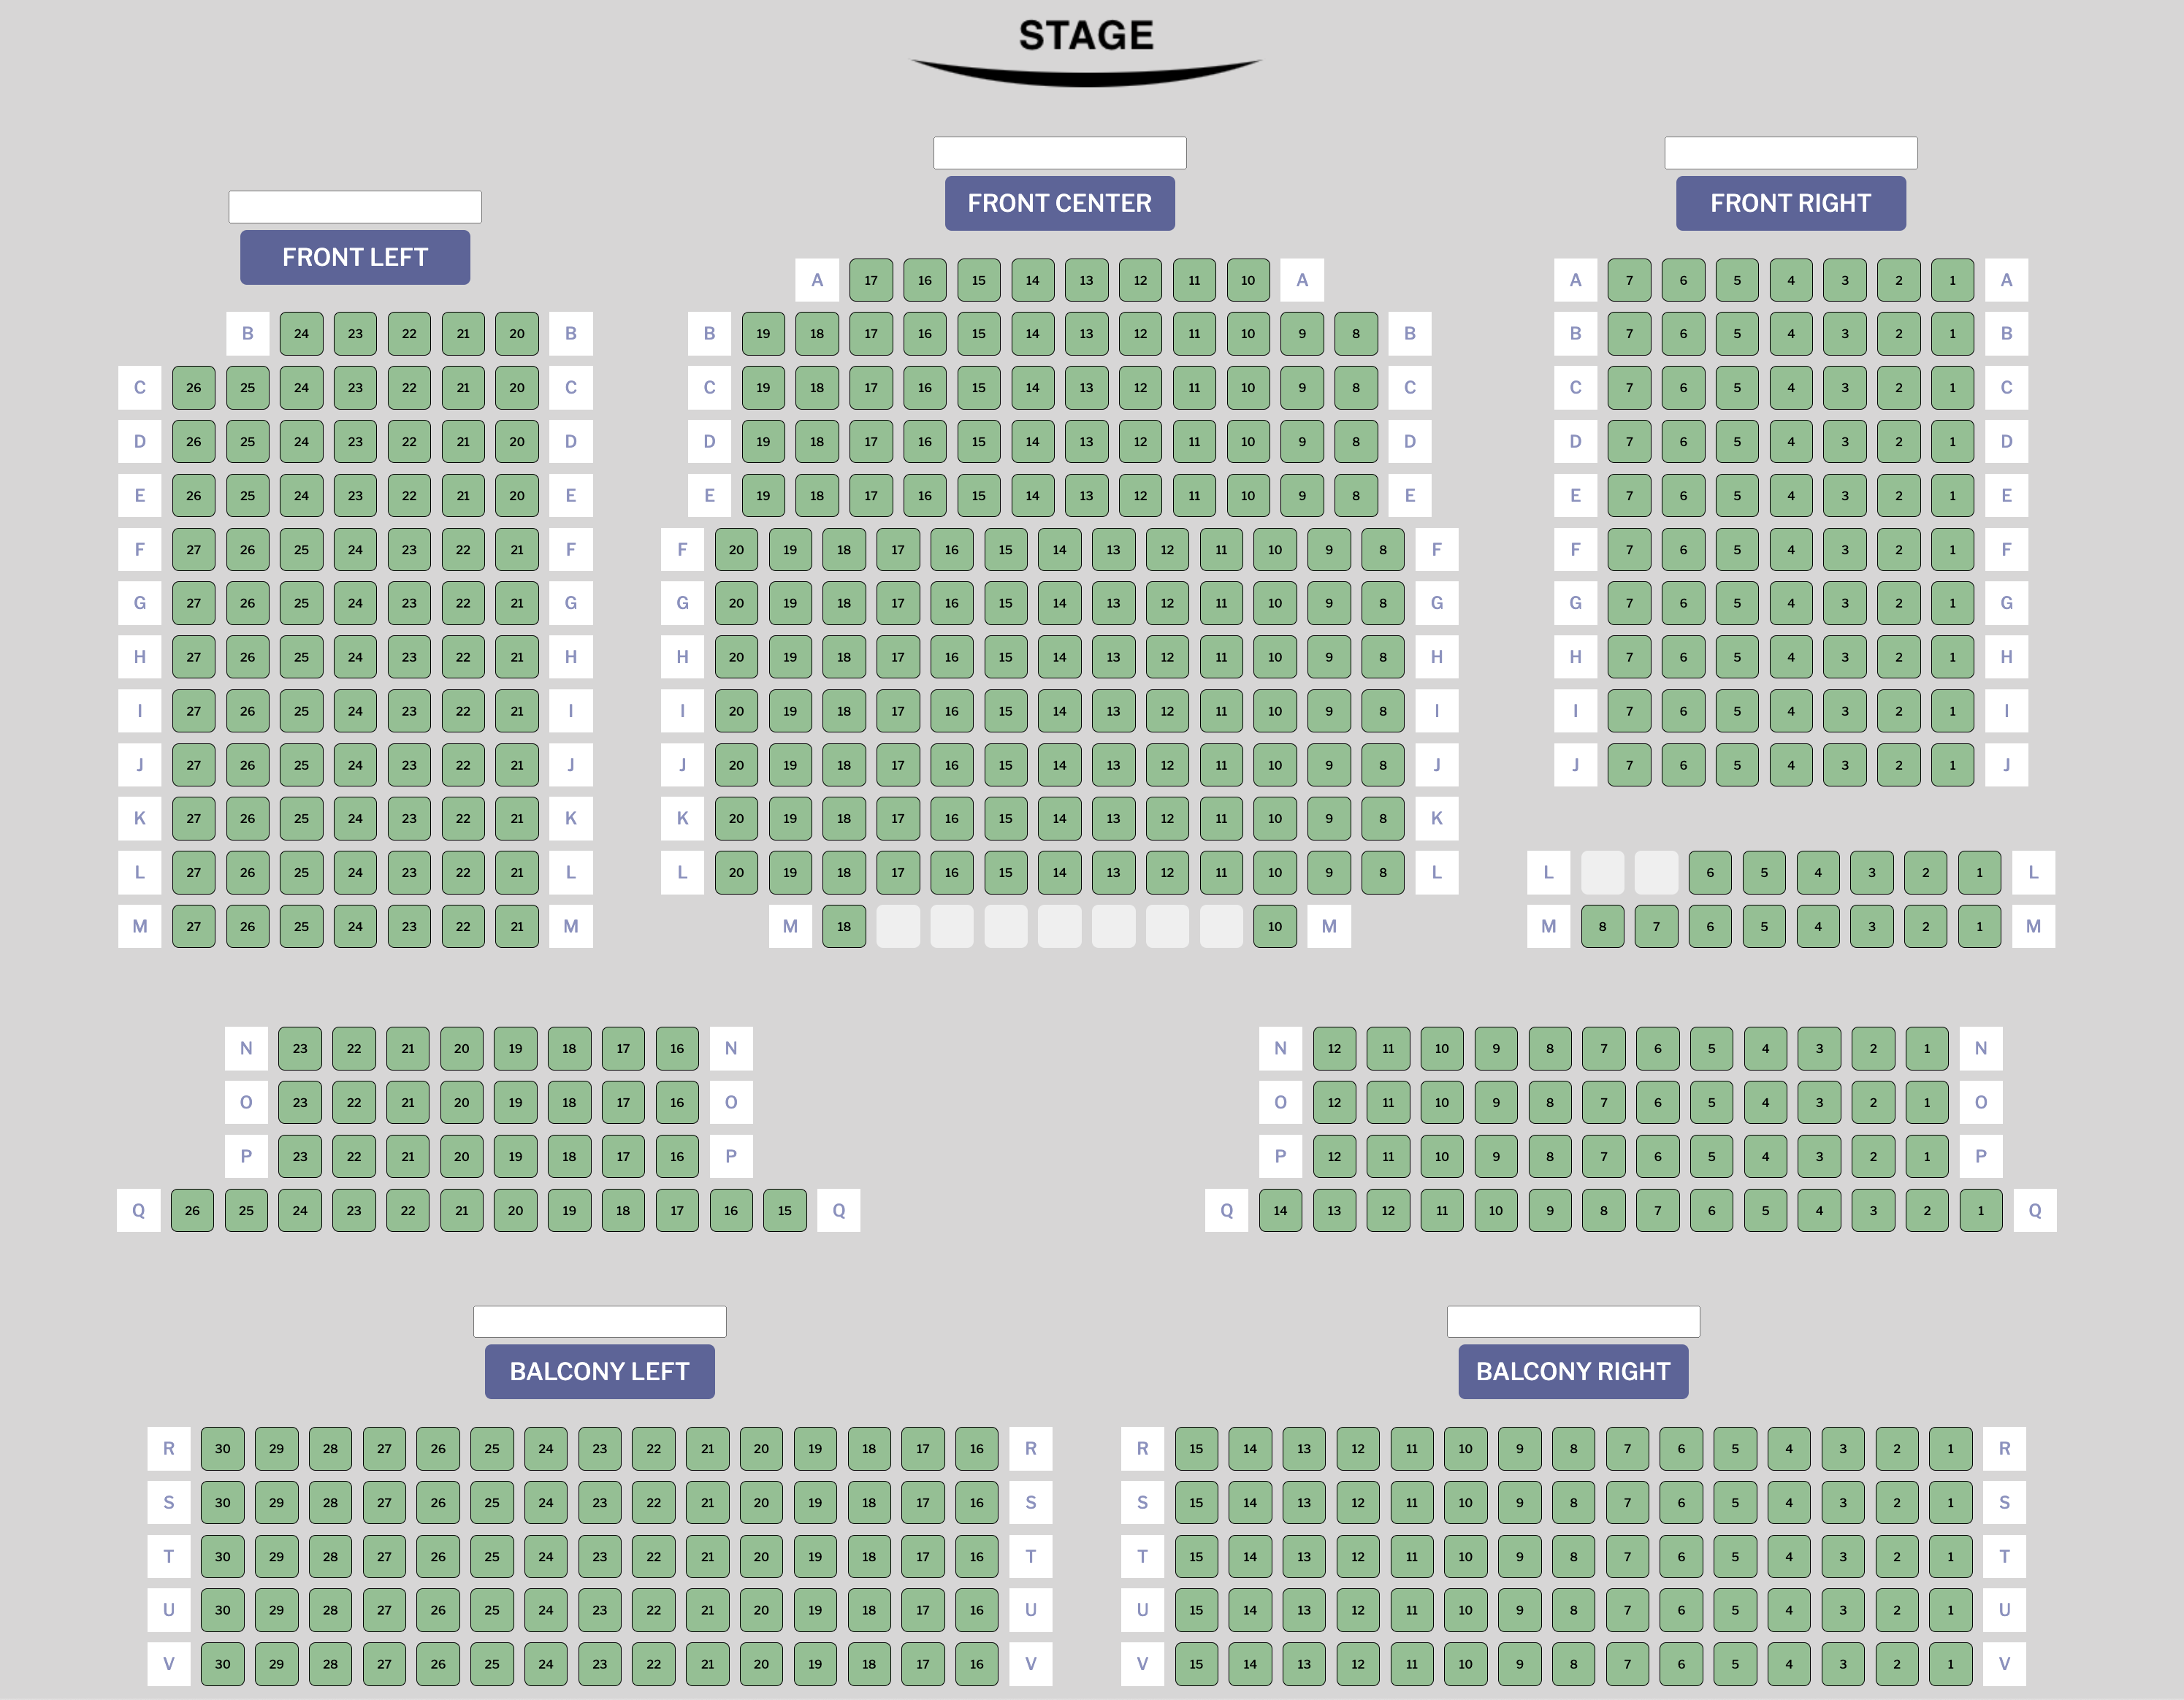 STAGE
FRONT CENTER FRONT RIGHT
FRONT LEFT
A 17 16 15 14 13 12 11 10 A A 7 6 5 4 3 2 1 A
B 24 23 22 21 20 B B 19 18 17 16 15 14 13 12 11 10 9 8 B B 7 6 5 4 3 2 1 B
C 26 25 24 23 22 21 20 C C 19 18 17 16 15 14 13 12 11 10 9 8 C C 7 6 5 4 3 2 1 C
D 26 25 24 23 22 21 20 D D 19 18 17 16 15 14 13 12 11 10 9 8 D D 7 6 5 4 3 2 1 D
E 26 25 24 23 22 21 20 E E 19 18 17 16 15 14 13 12 11 10 9 8 E E 7 6 5 4 3 2 1 E
F 27 26 25 24 23 22 21 F F 20 19 18 17 16 15 14 13 12 11 10 9 8 F F 7 6 5 4 3 2 1 F
G 27 26 25 24 23 22 21 G G 20 19 18 17 16 15 14 13 12 11 10 9 8 G G 7 6 5 4 3 2 1 G
H 27 26 25 24 23 22 21 H H 20 19 18 17 16 15 14 13 12 11 10 9 8 H H 7 6 5 4 3 2 1 H
I 27 26 25 24 23 22 21 I I 20 19 18 17 16 15 14 13 12 11 10 9 8 I I 7 6 5 4 3 2 1 I
J 27 26 25 24 23 22 21 J J 20 19 18 17 16 15 14 13 12 11 10 9 8 J J 7 6 5 4 3 2 1 J
K 27 26 25 24 23 22 21 K K 20 19 18 17 16 15 14 13 12 11 10 9 8 K
L 27 26 25 24 23 22 21 L L 20 19 18 17 16 15 14 13 12 11 10 9 8 L L 6 5 4 3 2 1 L
M 27 26 25 24 23 22 21 M M 18 10 M M 8 7 6 5 4 3 2 1 M
N 23 22 21 20 19 18 17 16 N N 12 11 10 9 8 7 6 5 4 3 2 1 N
O 23 22 21 20 19 18 17 16 O O 12 11 10 9 8 7 6 5 4 3 2 1 O
P 23 22 21 20 19 18 17 16 P P 12 11 10 9 8 7 6 5 4 3 2 1 P
Q 26 25 24 23 22 21 20 19 18 17 16 15 Q Q 14 13 12 11 10 9 8 7 6 5 4 3 2 1 Q
BALCONY LEFT BALCONY RIGHT
R 30 29 28 27 26 25 24 23 22 21 20 19 18 17 16 R R 15 14 13 12 11 10 9 8 7 6 5 4 3 2 1 R
S 30 29 28 27 26 25 24 23 22 21 20 19 18 17 16 S S 15 14 13 12 11 10 9 8 7 6 5 4 3 2 1 S
T 30 29 28 27 26 25 24 23 22 21 20 19 18 17 16 T T 15 14 13 12 11 10 9 8 7 6 5 4 3 2 1 T
U 30 29 28 27 26 25 24 23 22 21 20 19 18 17 16 U U 15 14 13 12 11 10 9 8 7 6 5 4 3 2 1 U
V 30 29 28 27 26 25 24 23 22 21 20 19 18 17 16 V V 15 14 13 12 11 10 9 8 7 6 5 4 3 2 1 V